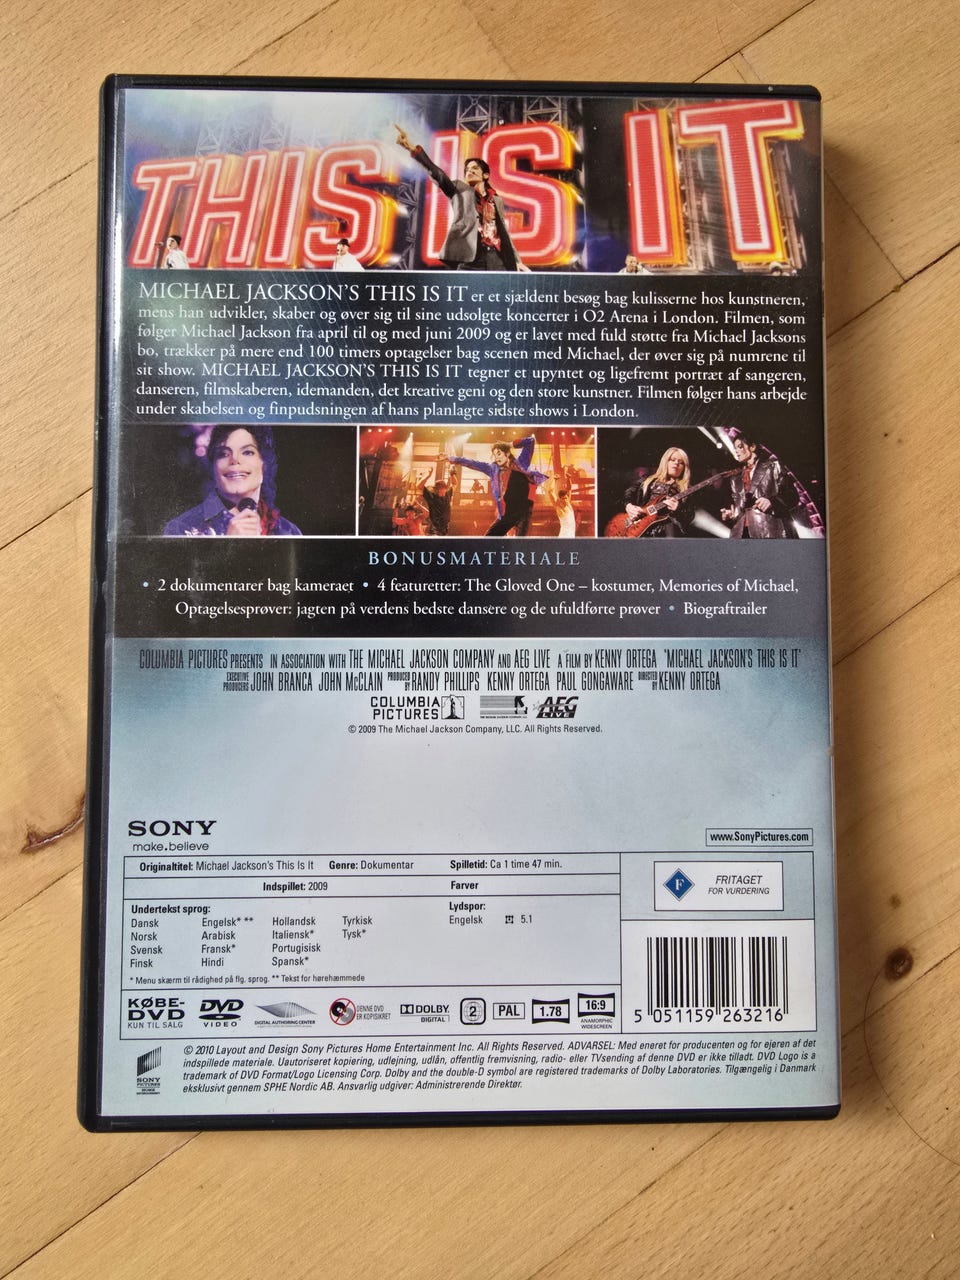 THIS IS IT
MICHAEL JACKSON'S THIS IS IT er et sjældent besøg bag kulisserne hos kunstneren,
mens han udvikler, skaber og øver sig til sine udsolgte koncerter i O2 Arena i London. Filmen, som
følger Michael Jackson fra april til og med juni 2009 og er lavet med fuld støtte fra Michael Jacksons
bo, trækker på mere end 100 timers optagelser bag scenen med Michael, der øver sig på numrene til
sit show. MICHAEL JACKSON'S THIS IS IT tegner et upyntet og ligefremt portræt af sangeren,
danseren, filmskaberen, idemanden, det kreative geni og den store kunstner. Filmen følger hans arbejde
under skabelsen og finpudsningen af hans planlagte sidste shows i London.
BONUSMATERIALE
• 2 dokumentarer bag kameraet • 4 featuretter: The Gloved One – kostumer, Memories of Michael,
Optagelsesprøver: jagten på verdens bedste dansere og de ufuldførte prøver • Biograftrailer
COLUMBIA PICTURES PRESENTS IN ASSOCIATION WITH THE MICHAEL JACKSON COMPANY AND AEG LIVE A FILM BY KENNY ORTEGA 'MICHAEL JACKSON'S THIS IS IT'
EXECUTIVE PRODUCERS JOHN BRANCA JOHN McCLAIN PRODUCED BY RANDY PHILLIPS KENNY ORTEGA PAUL GONGAWARE DIRECTED BY KENNY ORTEGA
COLUMBIA PICTURES AEG LIVE
© 2009 The Michael Jackson Company, LLC. All Rights Reserved.
SONY
make.believe
www.SonyPictures.com
Originaltitel: Michael Jackson's This Is It Genre: Dokumentar Spilletid: Ca 1 time 47 min.
Indspillet: 2009 Farver
F FRITAGET
FOR VURDERING
Undertekst sprog: Lydspor:
Dansk Engelsk* ** Hollandsk Tyrkisk Engelsk 5.1
Norsk Arabisk Italiensk* Tysk*
Svensk Fransk* Portugisisk
Finsk Hindi Spansk*
* Menu skærm til rådighed på flg. sprog. ** Tekst for hørehæmmede
KØBE-DVD KUN TIL SALG DVD VIDEO DIGITAL AUTHORING CENTER DENNE DVD ER KOPISIKRET DOLBY DIGITAL 2 PAL 1.78 16:9 ANAMORPHIC WIDESCREEN
5 051159 263216
SONY PICTURES HOME ENTERTAINMENT
© 2010 Layout and Design Sony Pictures Home Entertainment Inc. All Rights Reserved. ADVARSEL: Med eneret for producenten og for ejeren af det
indspillede materiale. Uautoriseret kopiering, udlejning, udlån, offentlig fremvisning, radio- eller TVsending af denne DVD er ikke tilladt. DVD Logo is a
trademark of DVD Format/Logo Licensing Corp. Dolby and the double-D symbol are registered trademarks of Dolby Laboratories. Tilgængelig i Danmark
eksklusivt gennem SPHE Nordic AB. Ansvarlig udgiver: Administrerende Direktør.